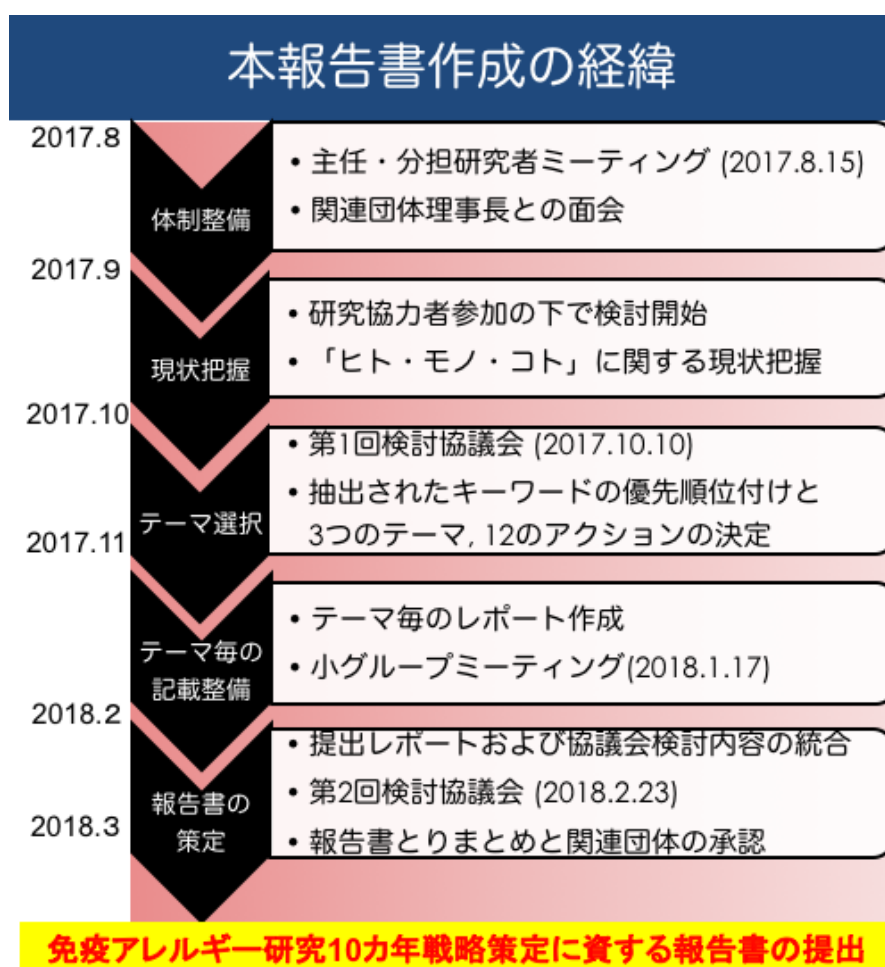 本報告書作成の経緯
2017.8
体制整備
• 主任・分担研究者ミーティング (2017.8.15)
• 関連団体理事長との面会
2017.9
現状把握
• 研究協力者参加の下で検討開始
• 「ヒト・モノ・コト」に関する現状把握
2017.10
テーマ選択
• 第1回検討協議会 (2017.10.10)
• 抽出されたキーワードの優先順位付けと
3つのテーマ, 12のアクションの決定
2017.11
テーマ毎の
記載整備
• テーマ毎のレポート作成
• 小グループミーティング(2018.1.17)
2018.2
報告書の
策定
• 提出レポートおよび協議会検討内容の統合
• 第2回検討協議会 (2018.2.23)
• 報告書とりまとめと関連団体の承認
2018.3
免疫アレルギー研究10カ年戦略策定に資する報告書の提出